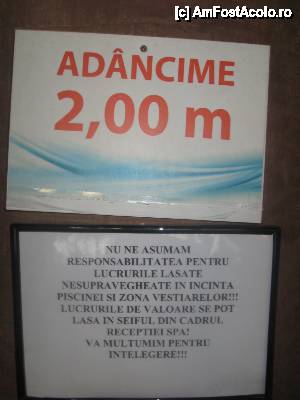 (c) AmFostAcolo.ro
ADÂNCIME
2,00 m
NU NE ASUMAM
RESPONSABILITATEA PENTRU
LUCRURILE LASATE
NESUPRAVEGHEATE IN INCINTA
PISCINEI SI ZONA VESTIARELOR!!!
LUCRURILE DE VALOARE SE POT
LASA IN SEIFUL DIN CADRUL
RECEPTIEI SPA!
VA MULTUMIM PENTRU
INTELEGERE!!!